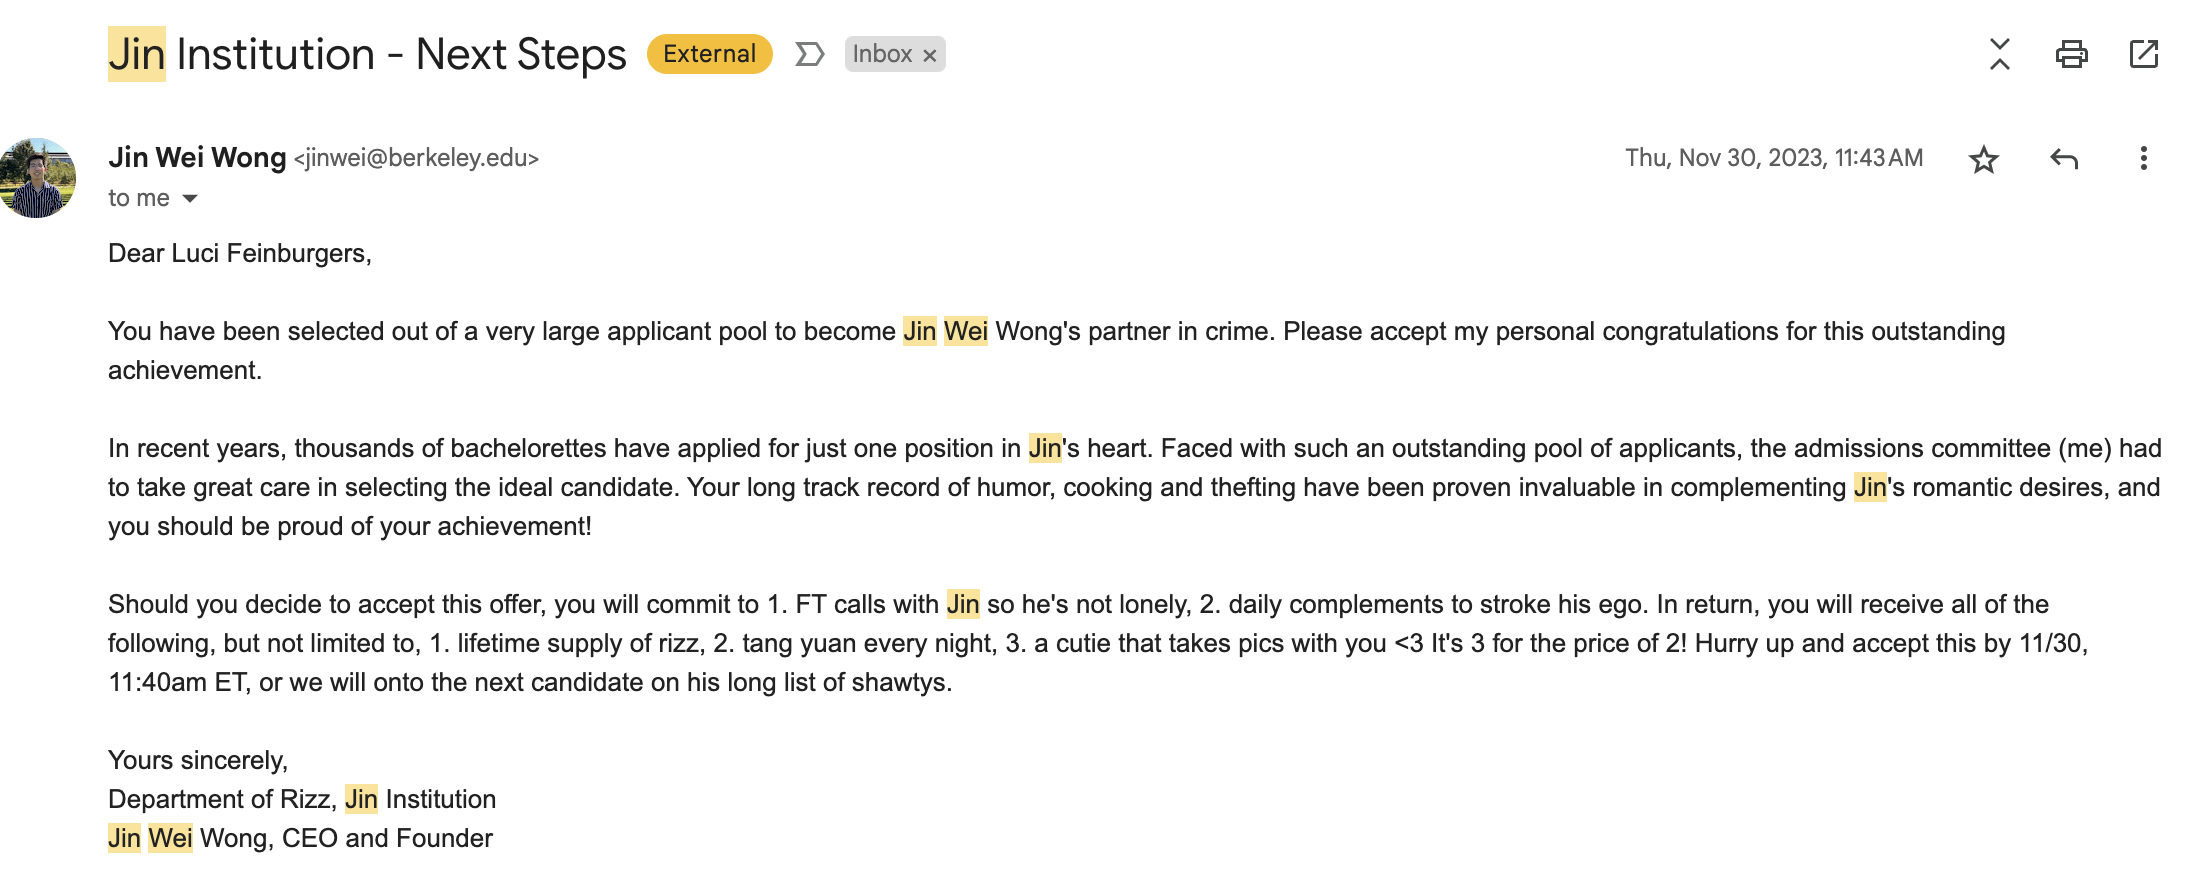 Jin Institution - Next Steps External Inbox ×
Jin Wei Wong <jinwei@berkeley.edu> Thu, Nov 30, 2023, 11:43 AM
to me
Dear Luci Feinburgers,
You have been selected out of a very large applicant pool to become Jin Wei Wong's partner in crime. Please accept my personal congratulations for this outstanding
achievement.
In recent years, thousands of bachelorettes have applied for just one position in Jin's heart. Faced with such an outstanding pool of applicants, the admissions committee (me) had
to take great care in selecting the ideal candidate. Your long track record of humor, cooking and thefting have been proven invaluable in complementing Jin's romantic desires, and
you should be proud of your achievement!
Should you decide to accept this offer, you will commit to 1. FT calls with Jin so he's not lonely, 2. daily complements to stroke his ego. In return, you will receive all of the
following, but not limited to, 1. lifetime supply of rizz, 2. tang yuan every night, 3. a cutie that takes pics with you <3 It's 3 for the price of 2! Hurry up and accept this by 11/30,
11:40am ET, or we will onto the next candidate on his long list of shawtys.
Yours sincerely,
Department of Rizz, Jin Institution
Jin Wei Wong, CEO and Founder